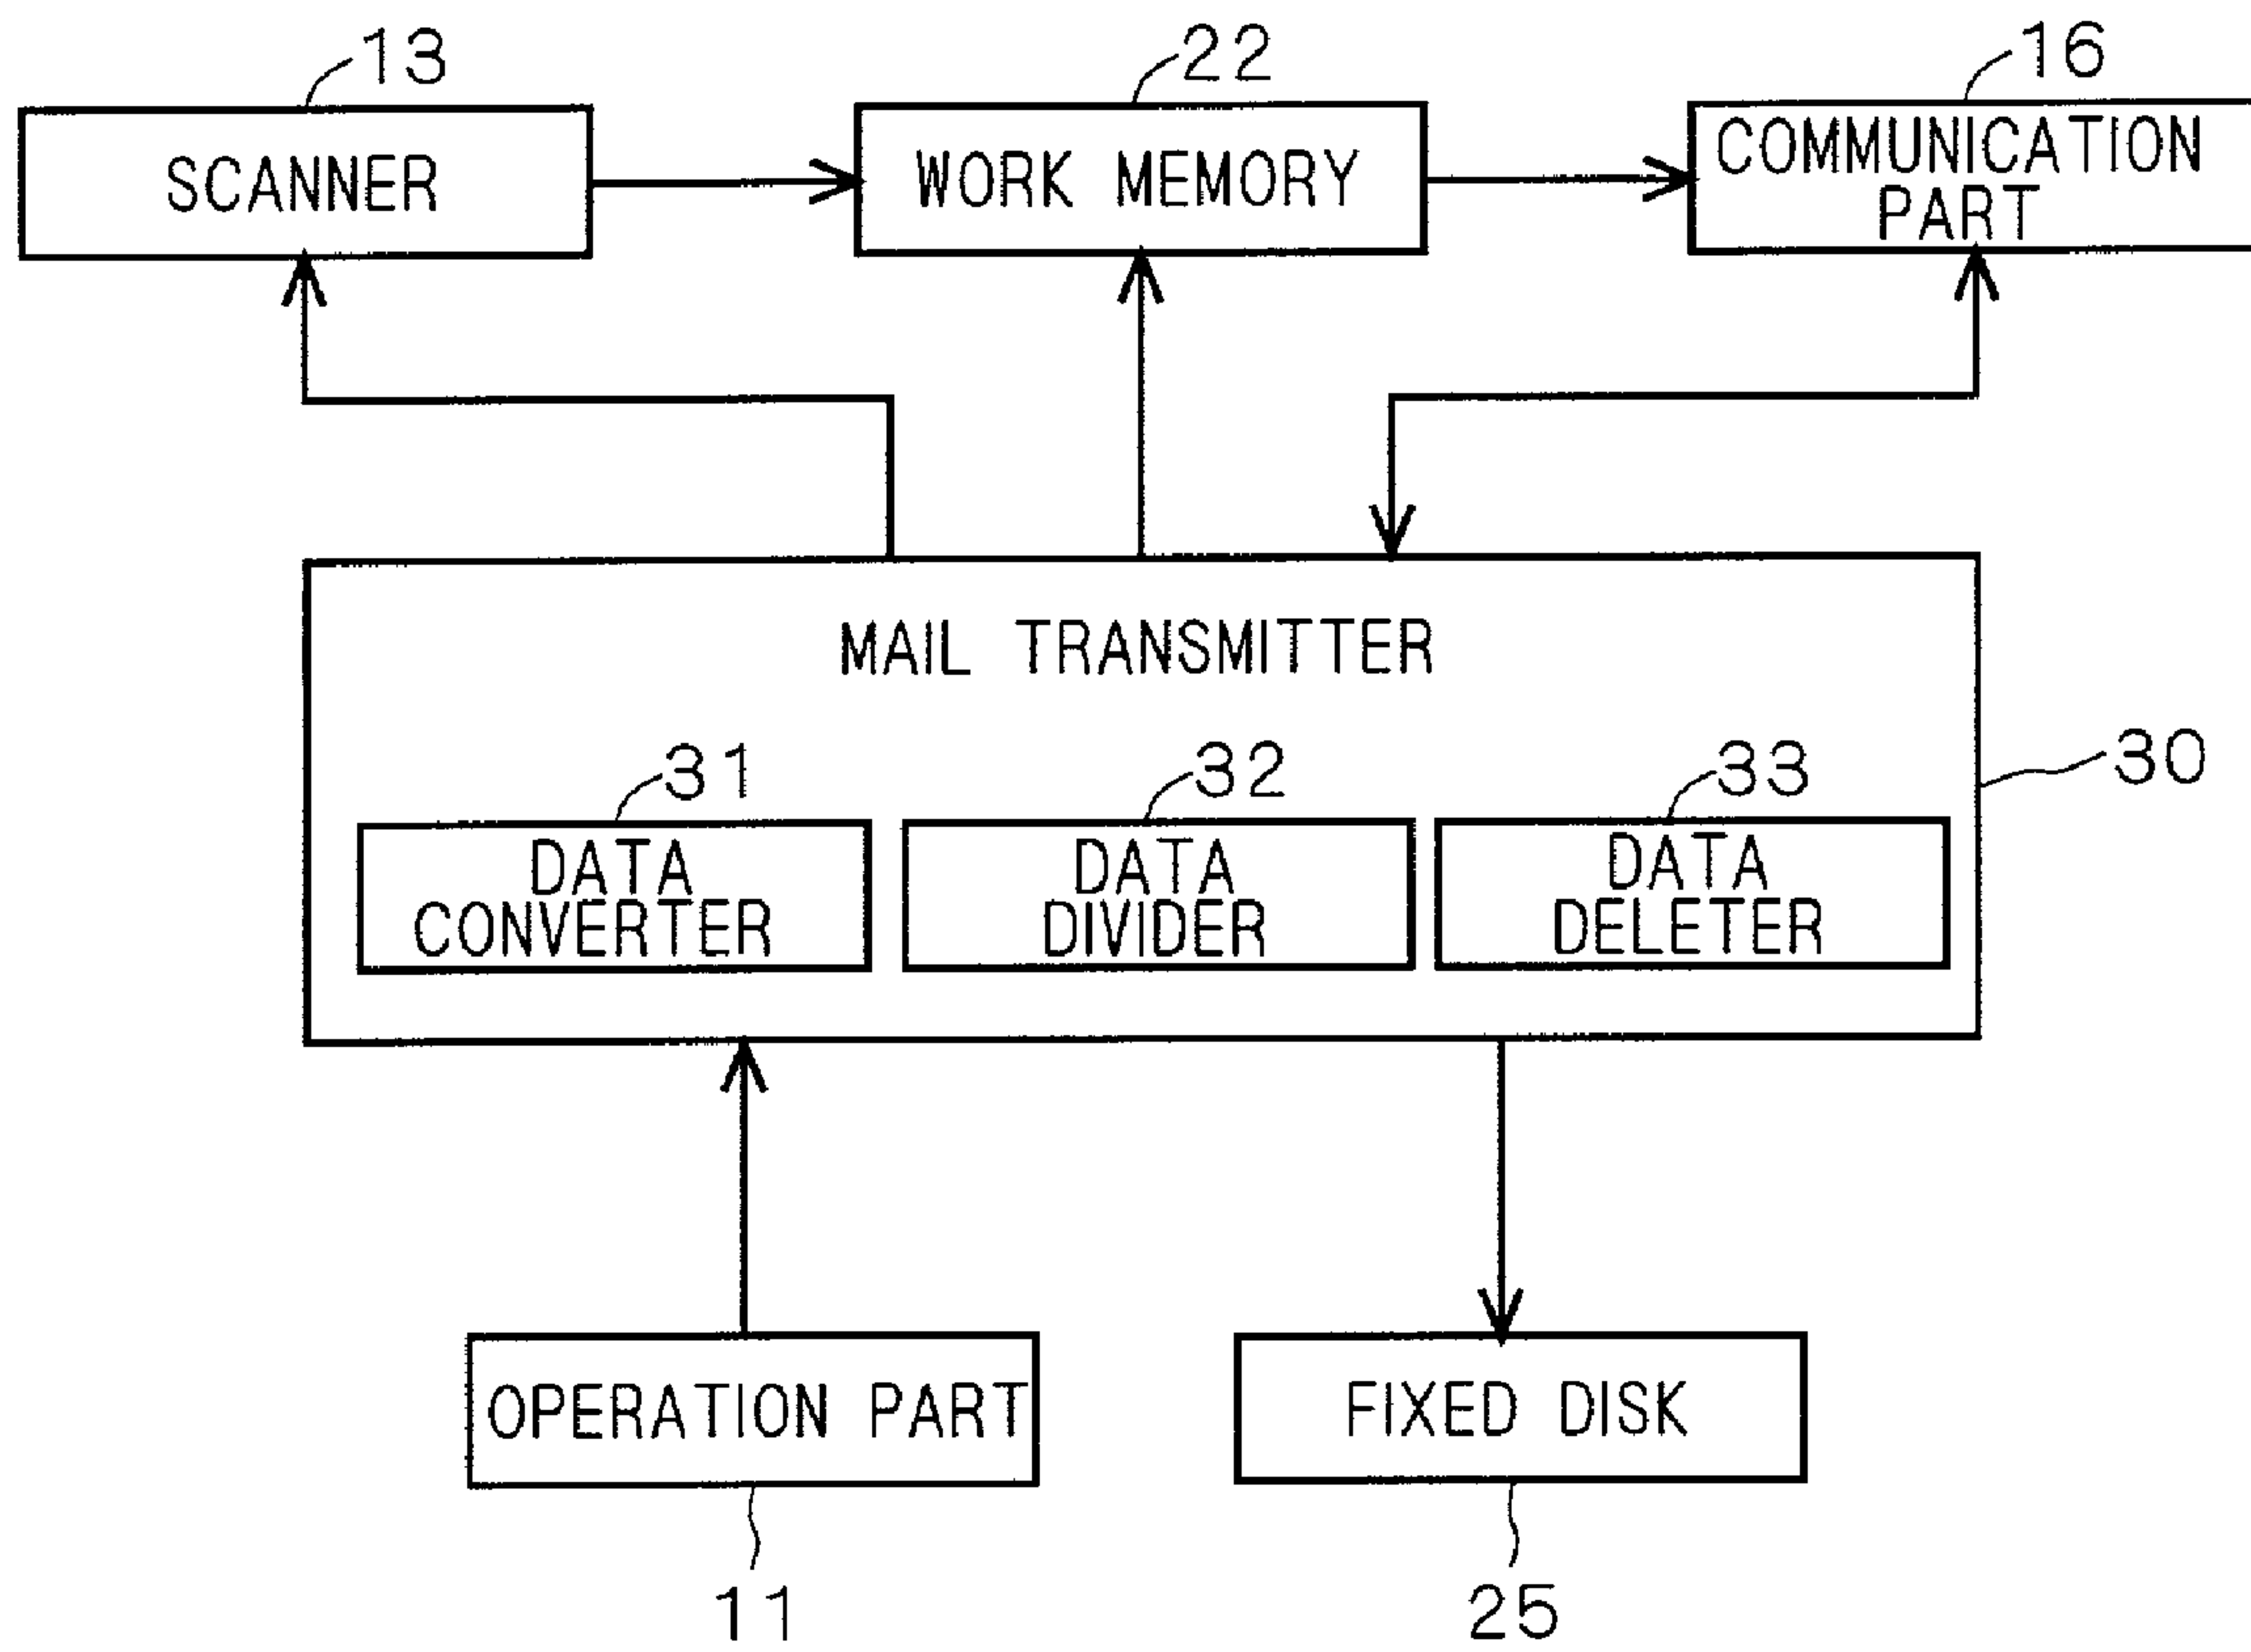 13
22
16
SCANNER
WORK MEMORY
COMMUNICATION
PART
MAIL TRANSMITTER
30
31
32
33
DATA
CONVERTER
DATA
DIVIDER
DATA
DELETER
OPERATION PART
FIXED DISK
11
25